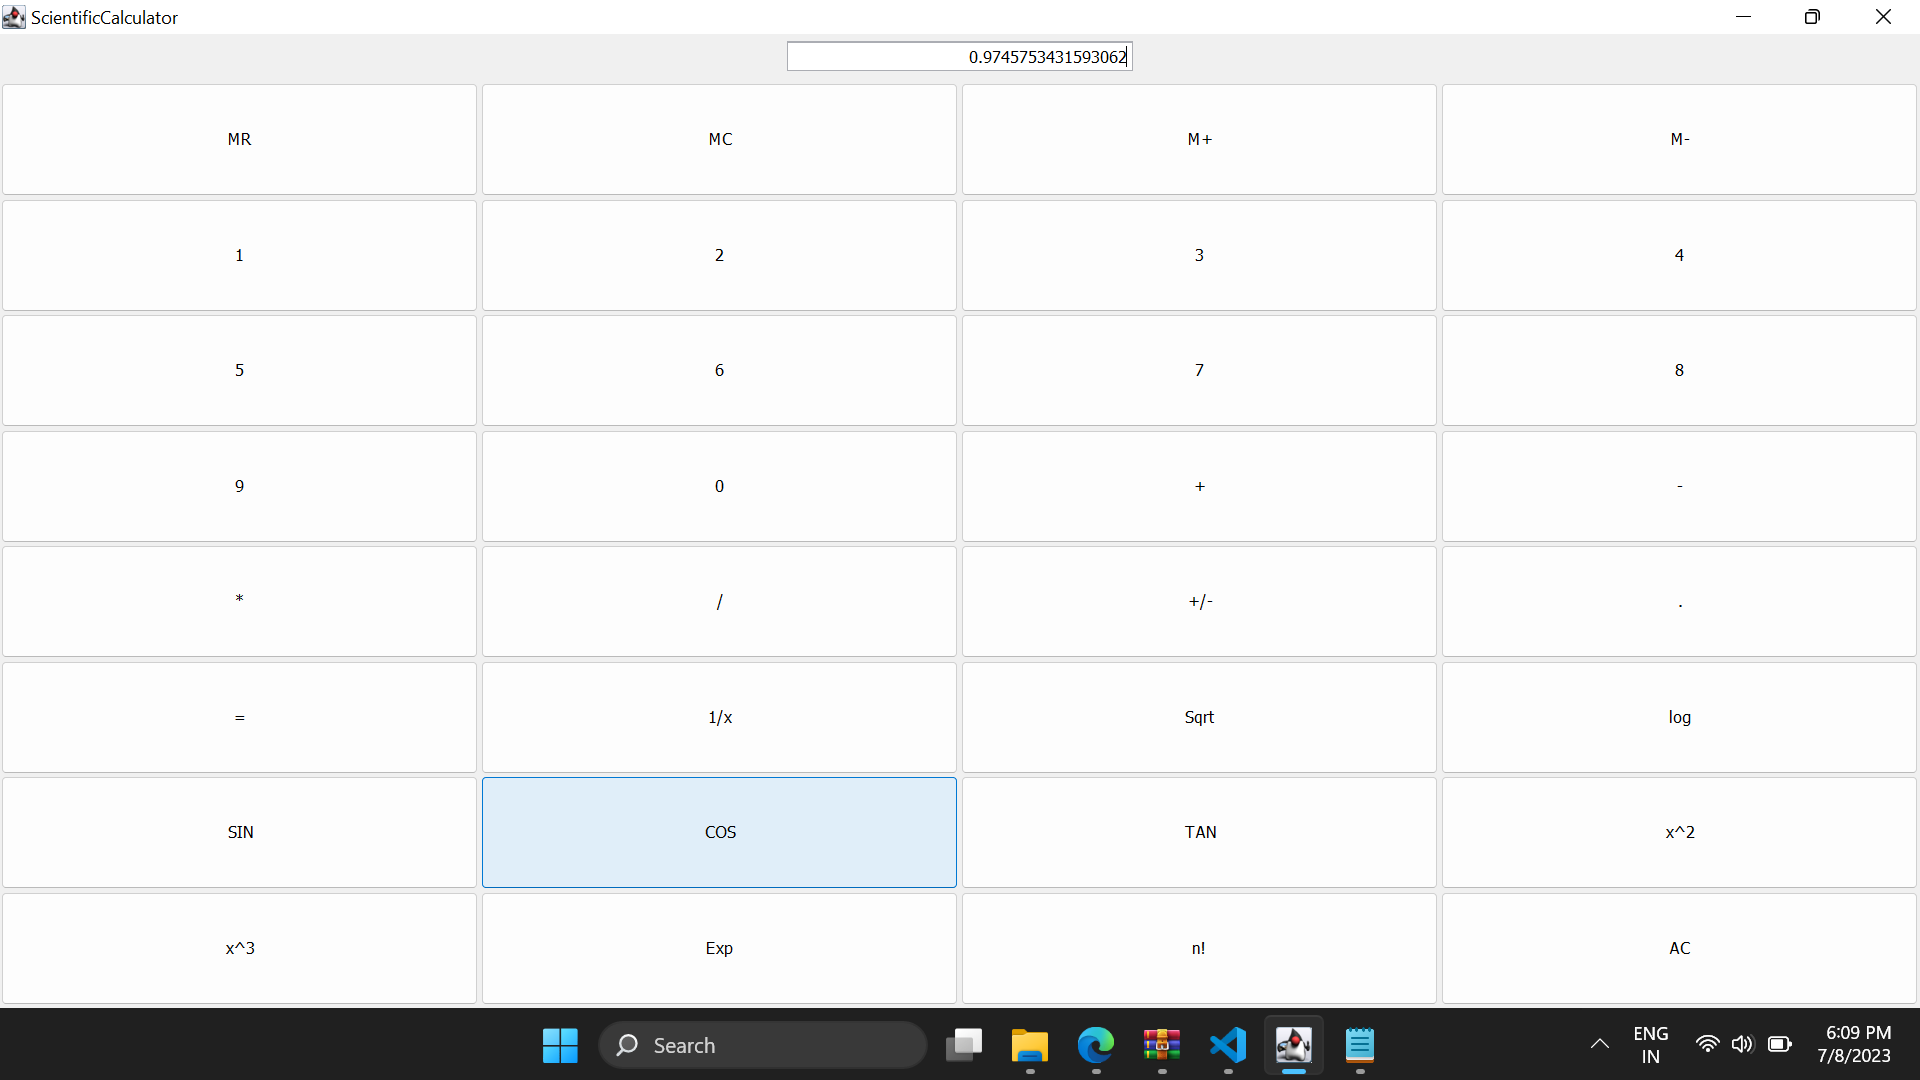 ScientificCalculator
0.9745753431593062
MR MC M+ M-
1 2 3 4
5 6 7 8
9 0 + -
* / +/- .
= 1/x Sqrt log
SIN COS TAN x^2
x^3 Exp n! AC
Search
ENG
IN
6:09 PM
7/8/2023